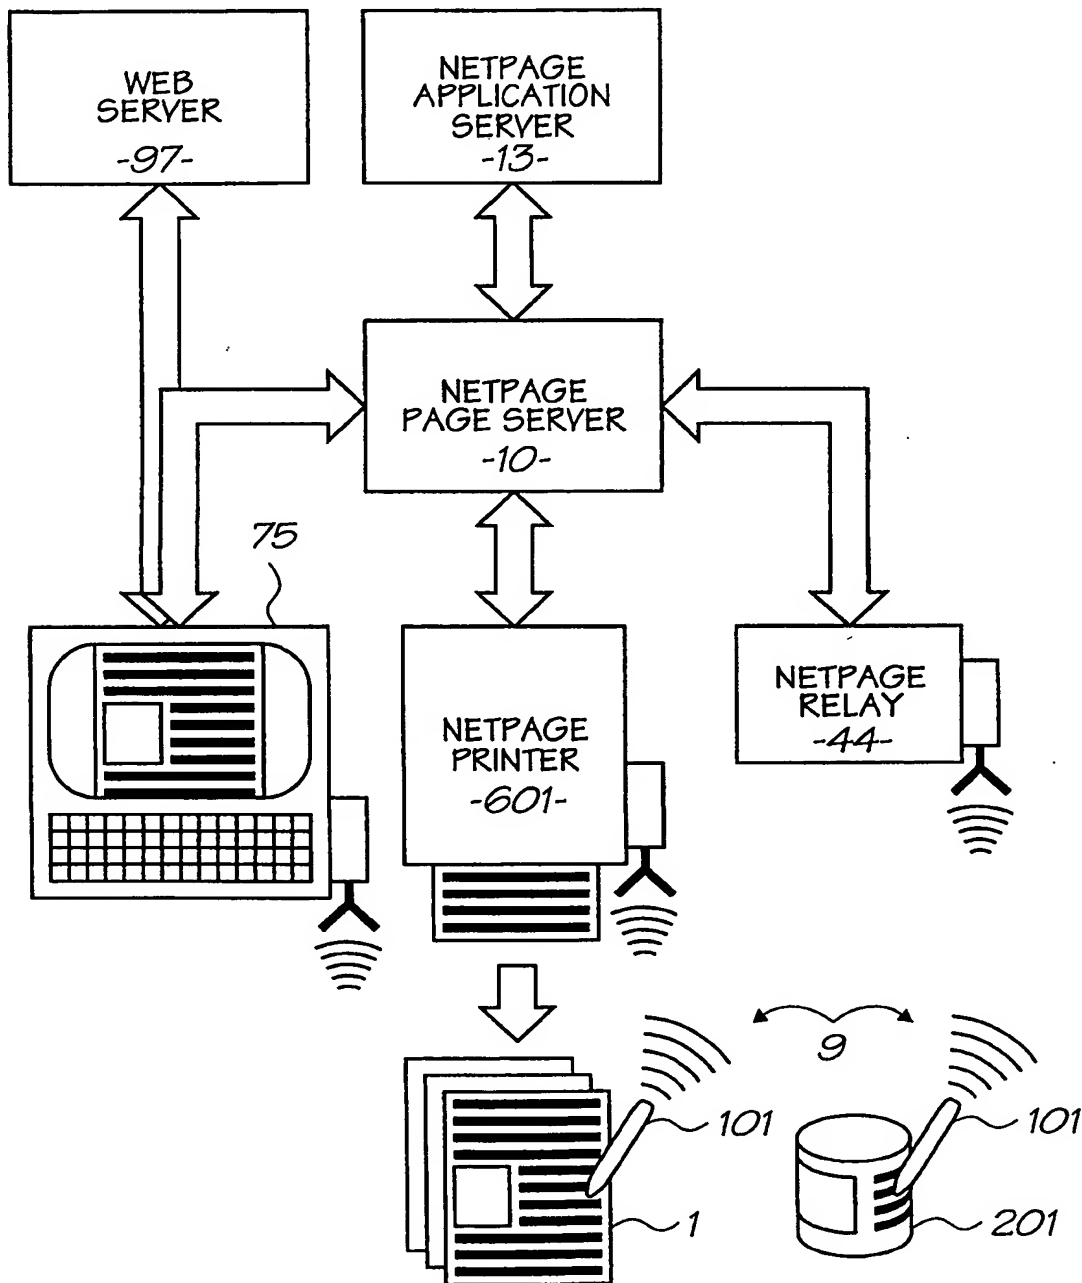 WEB
SERVER
-97-
NETPAGE
APPLICATION
SERVER
-13-
NETPAGE
PAGE SERVER
-10-
75
NETPAGE
PRINTER
-601-
NETPAGE
RELAY
-44-
9
101
101
1
201